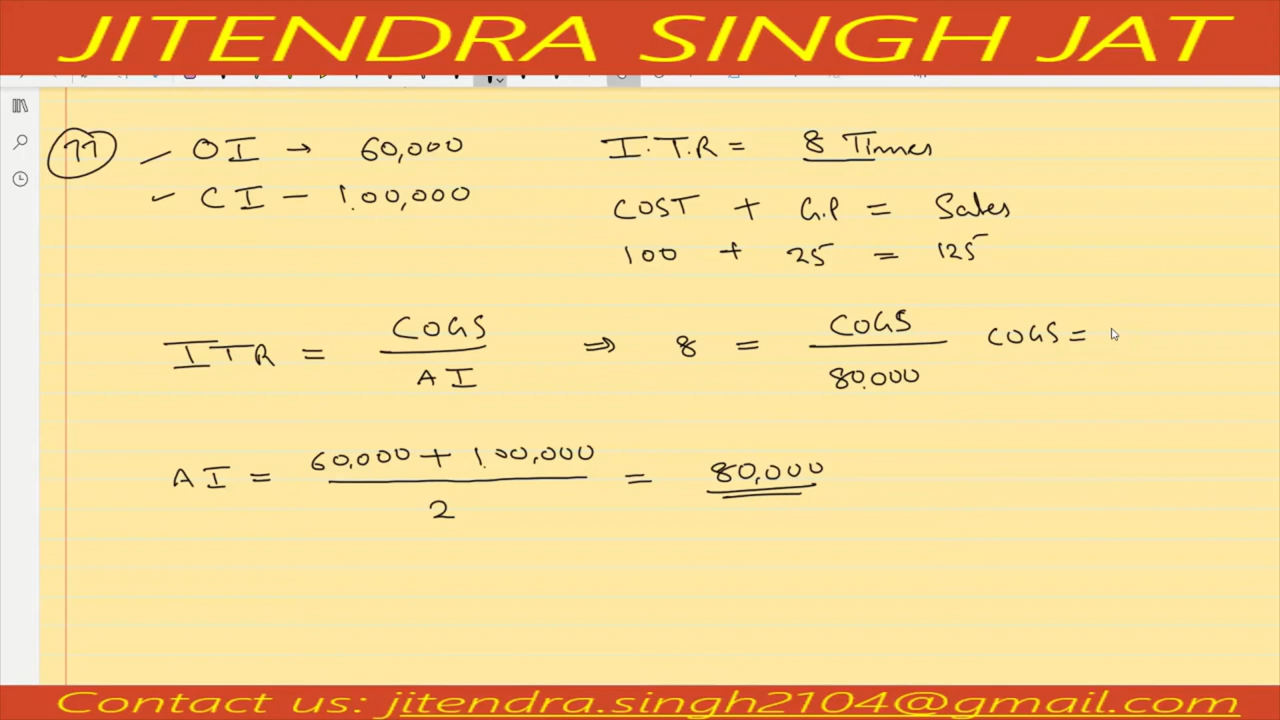 JITENDRA SINGH JAT
77 OI → 60,000
CI — 1,00,000
I.T.R = 8 Times
COST + G.P = Sales
100 + 25 = 125
ITR = COGS / AI ⇒ 8 = COGS / 80,000 COGS =
AI = 60,000 + 1,00,000 / 2 = 80,000
Contact us: jitendra.singh2104@gmail.com